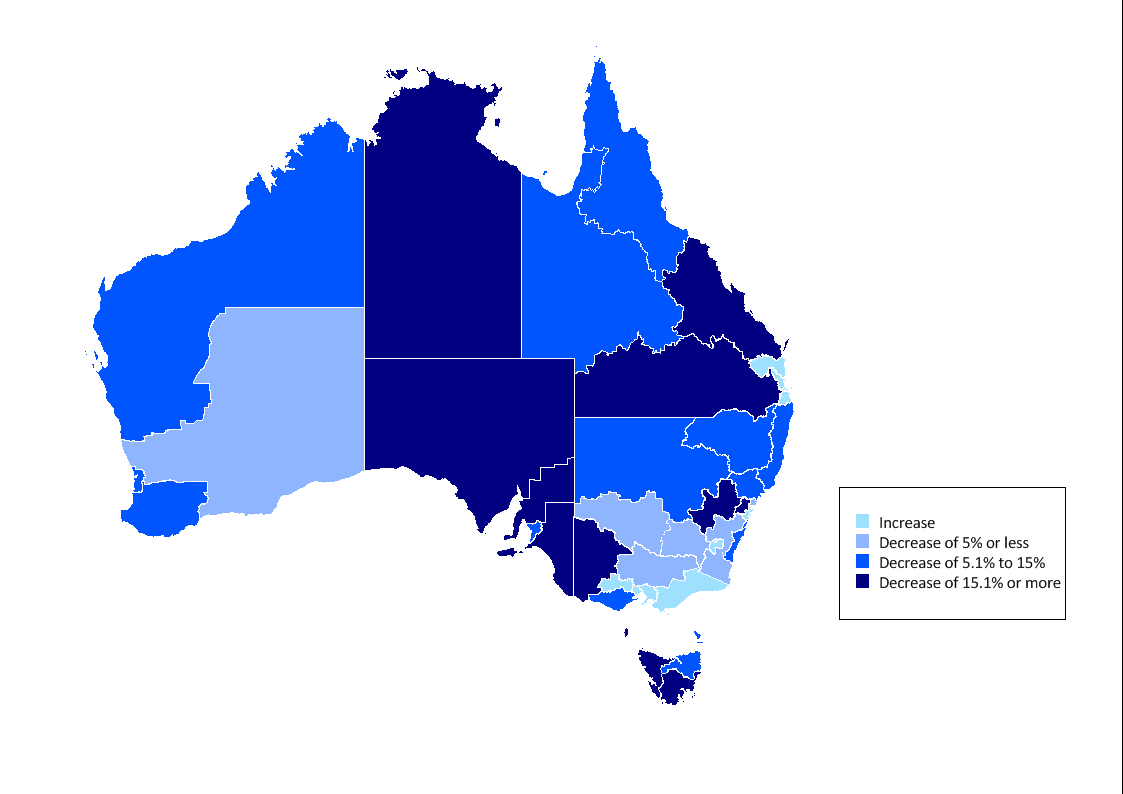 Increase
Decrease of 5% or less
Decrease of 5.1% to 15%
Decrease of 15.1% or more